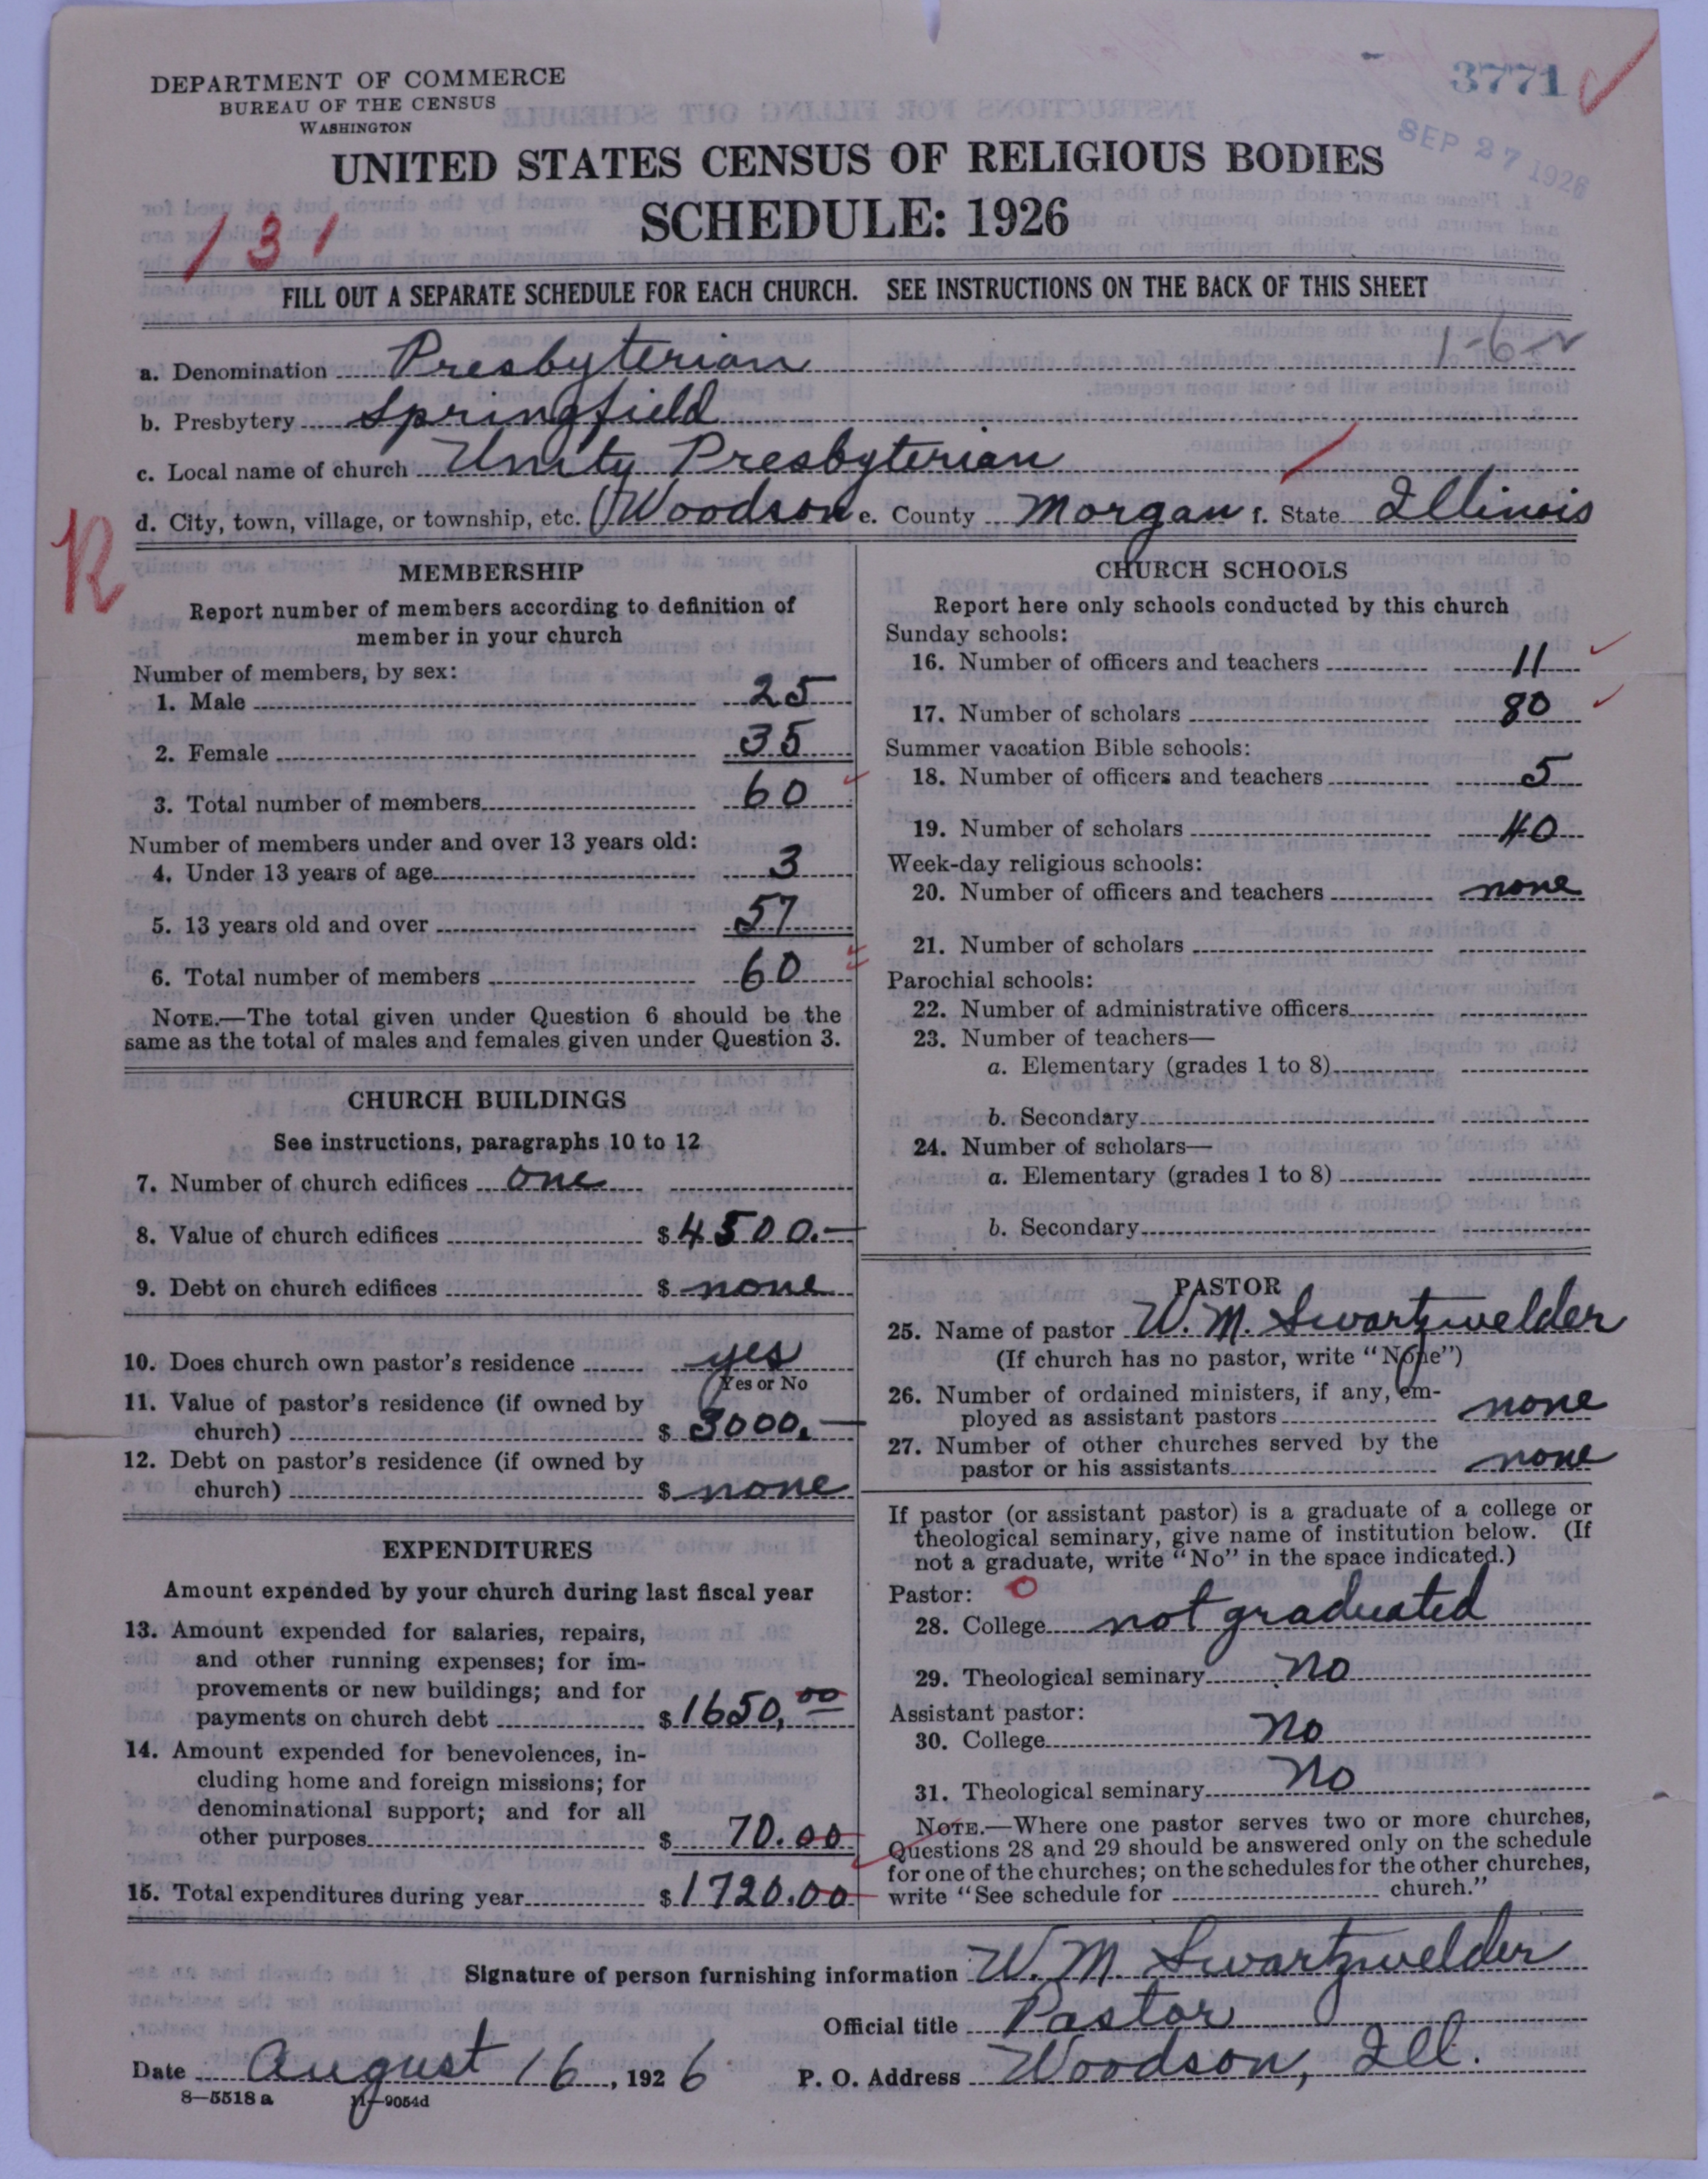 3771
DEPARTMENT OF COMMERCE
BUREAU OF THE CENSUS
WASHINGTON
SEP 27 1926
UNITED STATES CENSUS OF RELIGIOUS BODIES
SCHEDULE: 1926
131
FILL OUT A SEPARATE SCHEDULE FOR EACH CHURCH. SEE INSTRUCTIONS ON THE BACK OF THIS SHEET
1-6-
a. Denomination Presbyterian
b. Presbytery Springfield
c. Local name of church Unity Presbyterian
d. City, town, village, or township, etc. Woodson e. County Morgan f. State Illinois
R
MEMBERSHIP
Report number of members according to definition of
member in your church
Number of members, by sex:
1. Male 25
2. Female 35
3. Total number of members 60
Number of members under and over 13 years old:
4. Under 13 years of age 3
5. 13 years old and over 57
6. Total number of members 60
NOTE.—The total given under Question 6 should be the
same as the total of males and females given under Question 3.
CHURCH BUILDINGS
See instructions, paragraphs 10 to 12
7. Number of church edifices one
8. Value of church edifices $4500.—
9. Debt on church edifices $ none
10. Does church own pastor's residence yes
Yes or No
11. Value of pastor's residence (if owned by
church) $ 3000.—
12. Debt on pastor's residence (if owned by
church) $ none
EXPENDITURES
Amount expended by your church during last fiscal year
13. Amount expended for salaries, repairs,
and other running expenses; for im-
provements or new buildings; and for
payments on church debt $1650,00
14. Amount expended for benevolences, in-
cluding home and foreign missions; for
denominational support; and for all
other purposes $ 70.00
15. Total expenditures during year $1720.00
CHURCH SCHOOLS
Report here only schools conducted by this church
Sunday schools:
16. Number of officers and teachers 11
17. Number of scholars 80
Summer vacation Bible schools:
18. Number of officers and teachers 5
19. Number of scholars 40
Week-day religious schools:
20. Number of officers and teachers none
21. Number of scholars
Parochial schools:
22. Number of administrative officers
23. Number of teachers—
a. Elementary (grades 1 to 8)
b. Secondary
24. Number of scholars—
a. Elementary (grades 1 to 8)
b. Secondary
PASTOR
25. Name of pastor W. M. Swartzwelder
(If church has no pastor, write "None")
26. Number of ordained ministers, if any, em-
ployed as assistant pastors none
27. Number of other churches served by the
pastor or his assistants none
If pastor (or assistant pastor) is a graduate of a college or
theological seminary, give name of institution below. (If
not a graduate, write "No" in the space indicated.)
Pastor: O
28. College not graduated
29. Theological seminary No
Assistant pastor:
30. College No
31. Theological seminary No
NOTE.—Where one pastor serves two or more churches,
Questions 28 and 29 should be answered only on the schedule
for one of the churches; on the schedules for the other churches,
write "See schedule for church."
Signature of person furnishing information W. M. Swartzwelder
Official title Pastor
Date August 16, 1926 P. O. Address Woodson, Ill.
8—5518 a 11—9054d